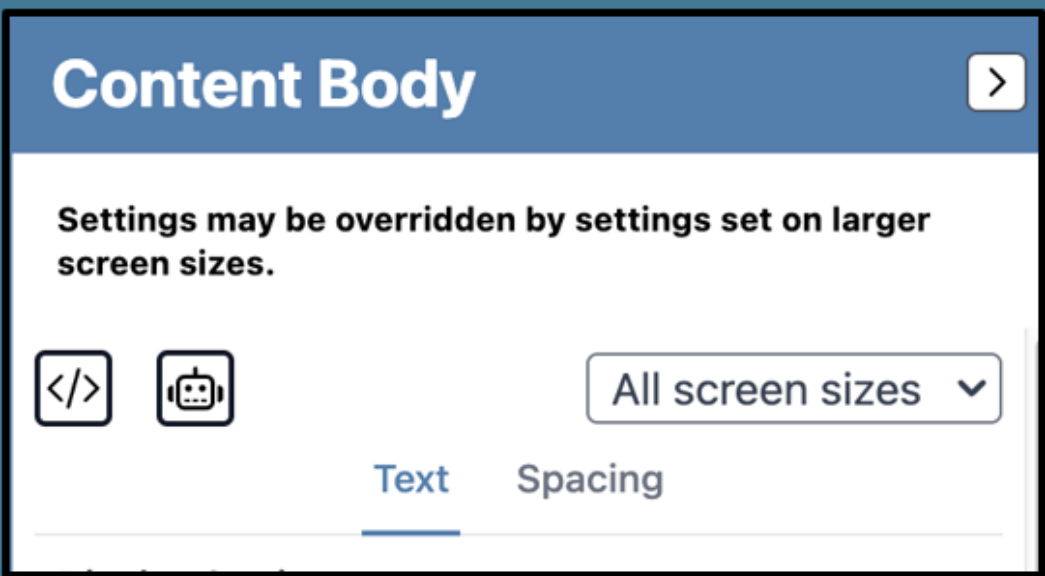 Content Body
Settings may be overridden by settings set on larger
screen sizes.
</> All screen sizes
Text Spacing